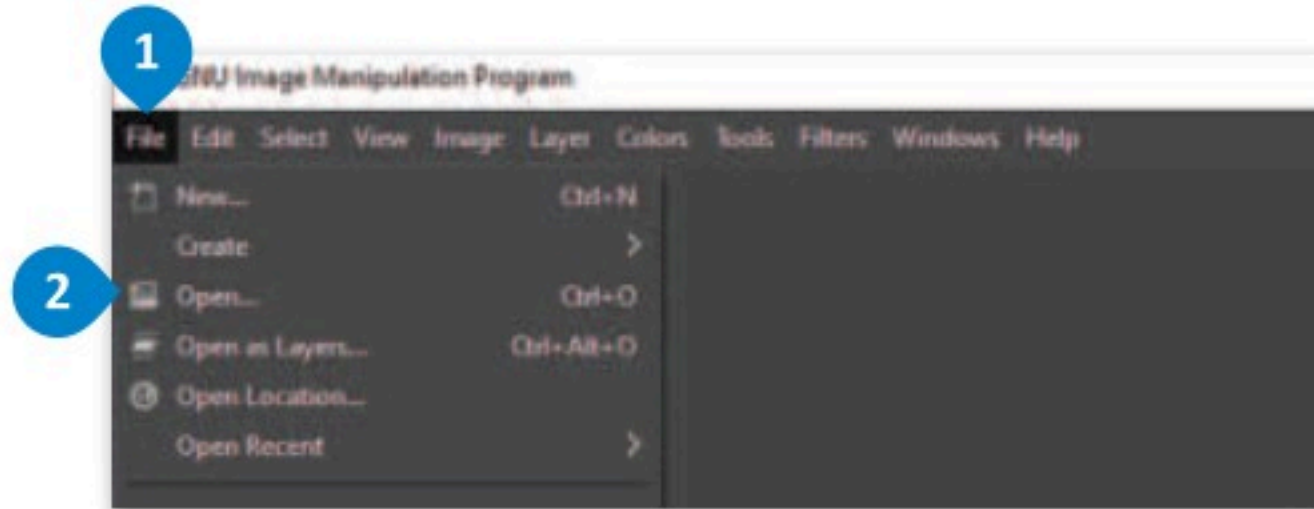 1
GNU Image Manipulation Program
File Edit Select View Image Layer Colors Tools Filters Windows Help
New... Ctrl+N
Create >
2
Open... Ctrl+O
Open as Layers... Ctrl+Alt+O
Open Location...
Open Recent >